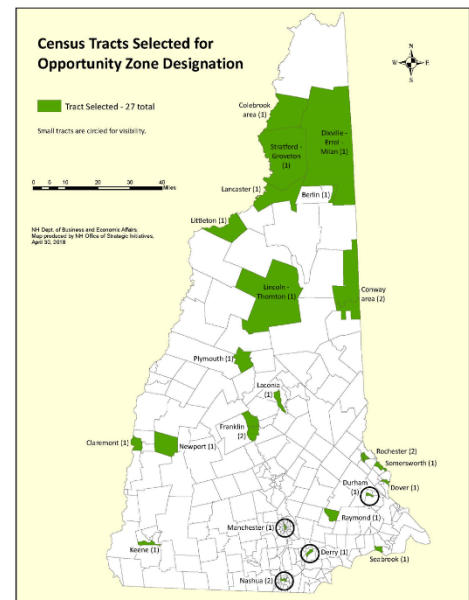 Census Tracts Selected for
Opportunity Zone Designation
N
W
E
S
Tract Selected - 27 total
Small tracts are circled for visibility.
0 5 10 20 30 40
Miles
NH Dept. of Business and Economic Affairs
Map produced by NH Office of Strategic Initiatives,
April 30, 2018
Colebrook
area (1)
Dixville -
Errol -
Milan (1)
Stratford -
Groveton
(1)
Lancaster (1)
Berlin (1)
Littleton (1)
Lincoln -
Thornton (1)
Conway
area (2)
Plymouth (1)
Laconia
(1)
Franklin
(2)
Claremont (1)
Newport (1)
Rochester (2)
Somersworth (1)
Durham
(1)
Dover (1)
Manchester (1)
Raymond (1)
Keene (1)
Derry (1)
Seabrook (1)
Nashua (2)